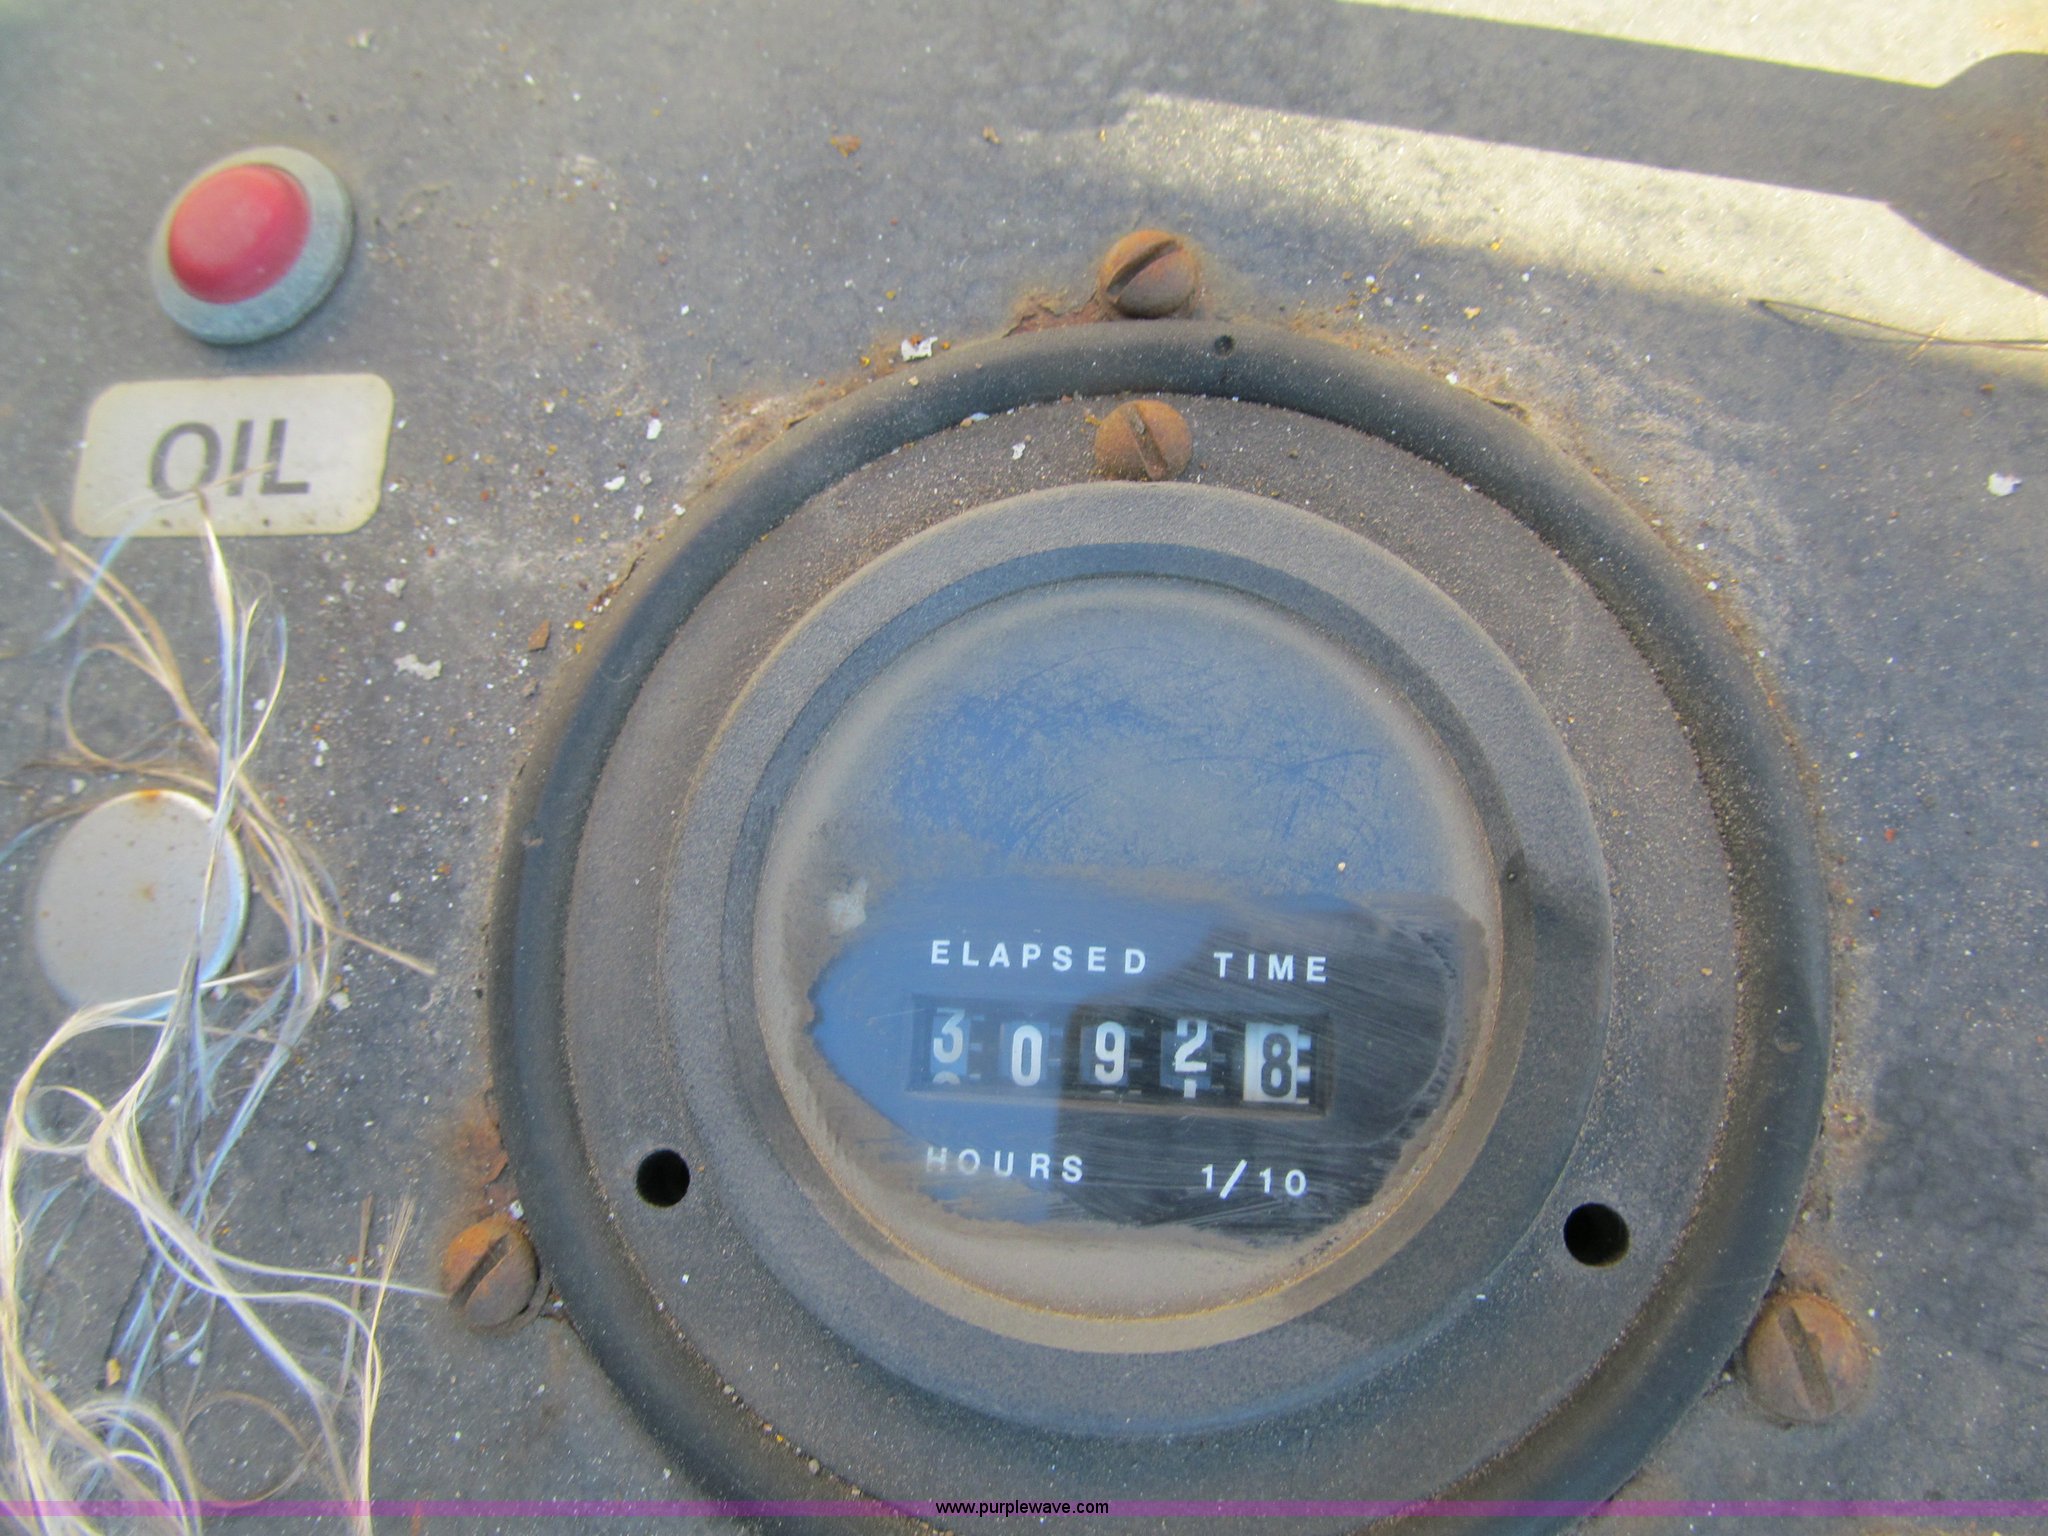 OIL
ELAPSED TIME
30928
HOURS 1/10
www.purplewave.com